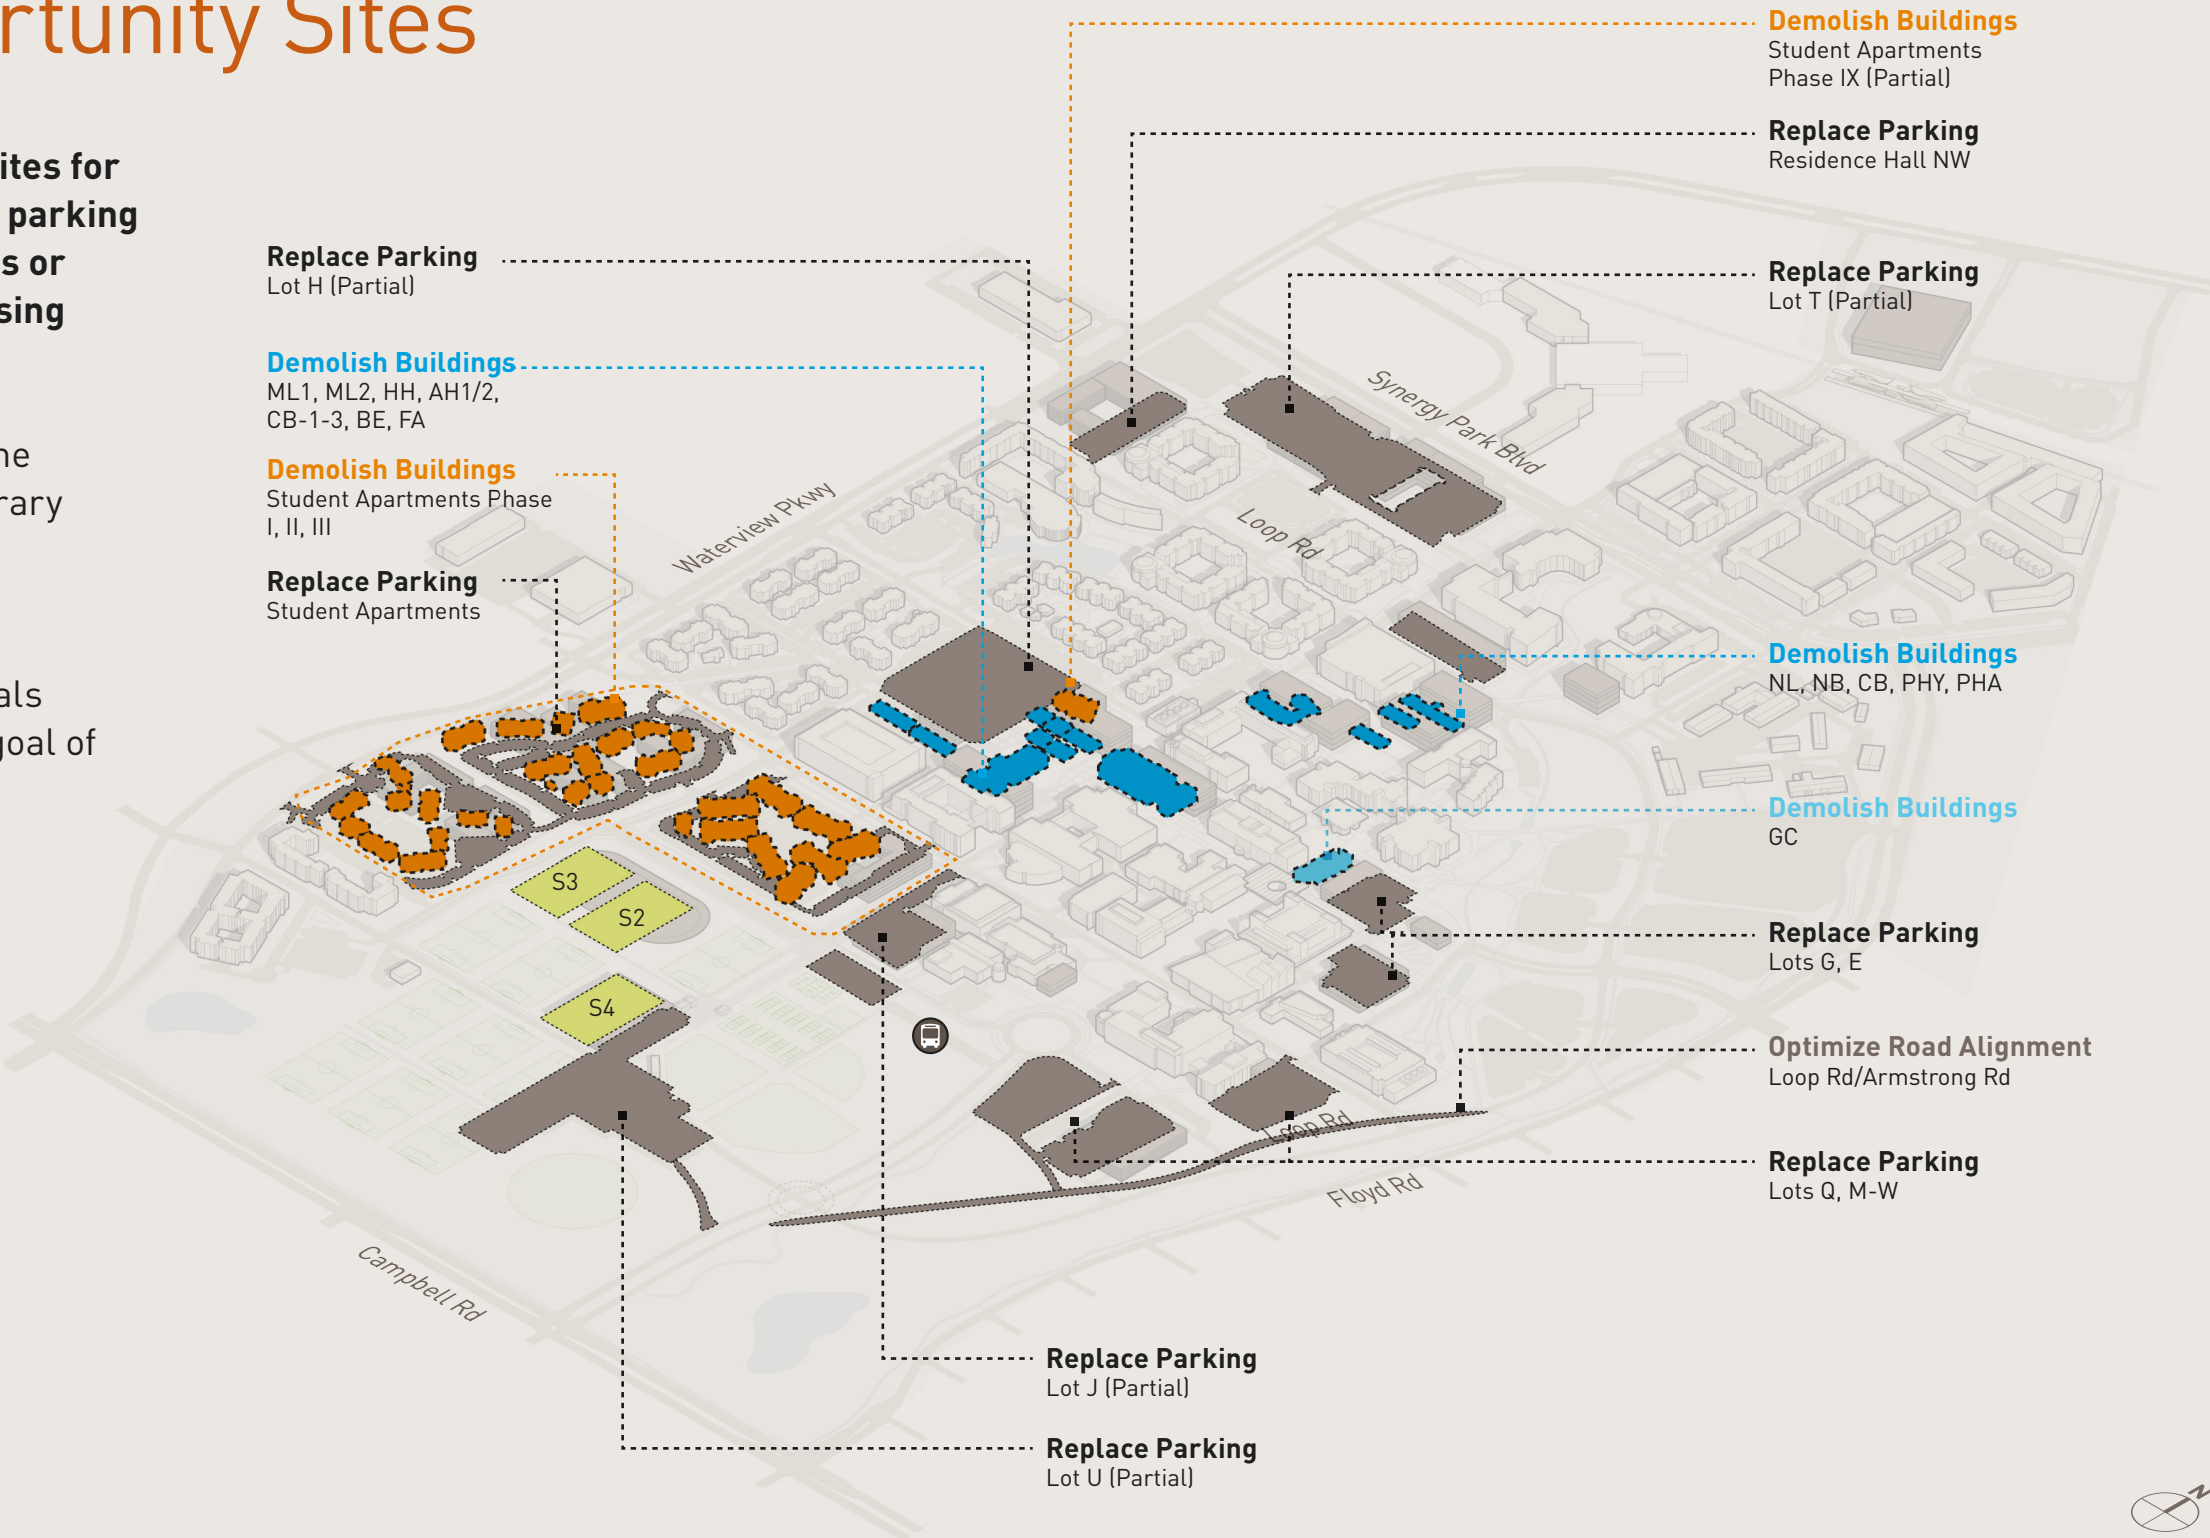 rtunity Sites
ites for
parking
s or
sing
ne
rary
als
goal of
Demolish Buildings
Student Apartments
Phase IX (Partial)
Replace Parking
Residence Hall NW
Replace Parking
Lot T (Partial)
Replace Parking
Lot H (Partial)
Demolish Buildings
ML1, ML2, HH, AH1/2,
CB-1-3, BE, FA
Demolish Buildings
Student Apartments Phase
I, II, III
Replace Parking
Student Apartments
Waterview Pkwy
Synergy Park Blvd
Loop Rd
Demolish Buildings
NL, NB, CB, PHY, PHA
Demolish Buildings
GC
Replace Parking
Lots G, E
Optimize Road Alignment
Loop Rd/Armstrong Rd
Replace Parking
Lots Q, M-W
S3
S2
S4
Loop Rd
Floyd Rd
Campbell Rd
Replace Parking
Lot J (Partial)
Replace Parking
Lot U (Partial)
N